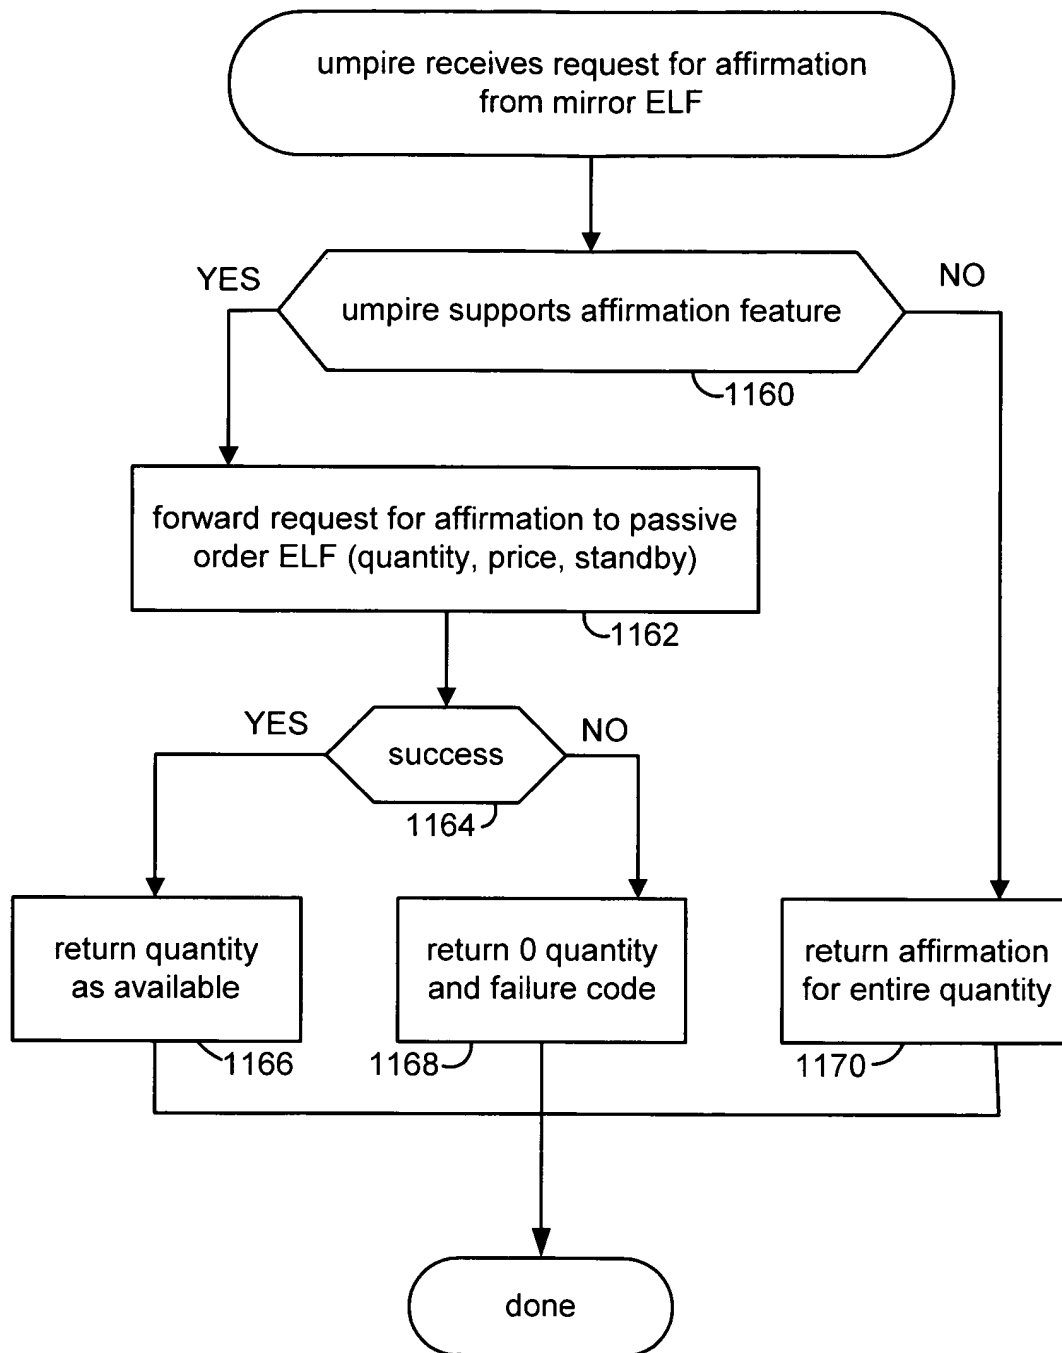 umpire receives request for affirmation
from mirror ELF
YES
NO
umpire supports affirmation feature
1160
forward request for affirmation to passive
order ELF (quantity, price, standby)
1162
YES
NO
success
1164
return quantity
as available
1166
return 0 quantity
and failure code
1168
return affirmation
for entire quantity
1170
done